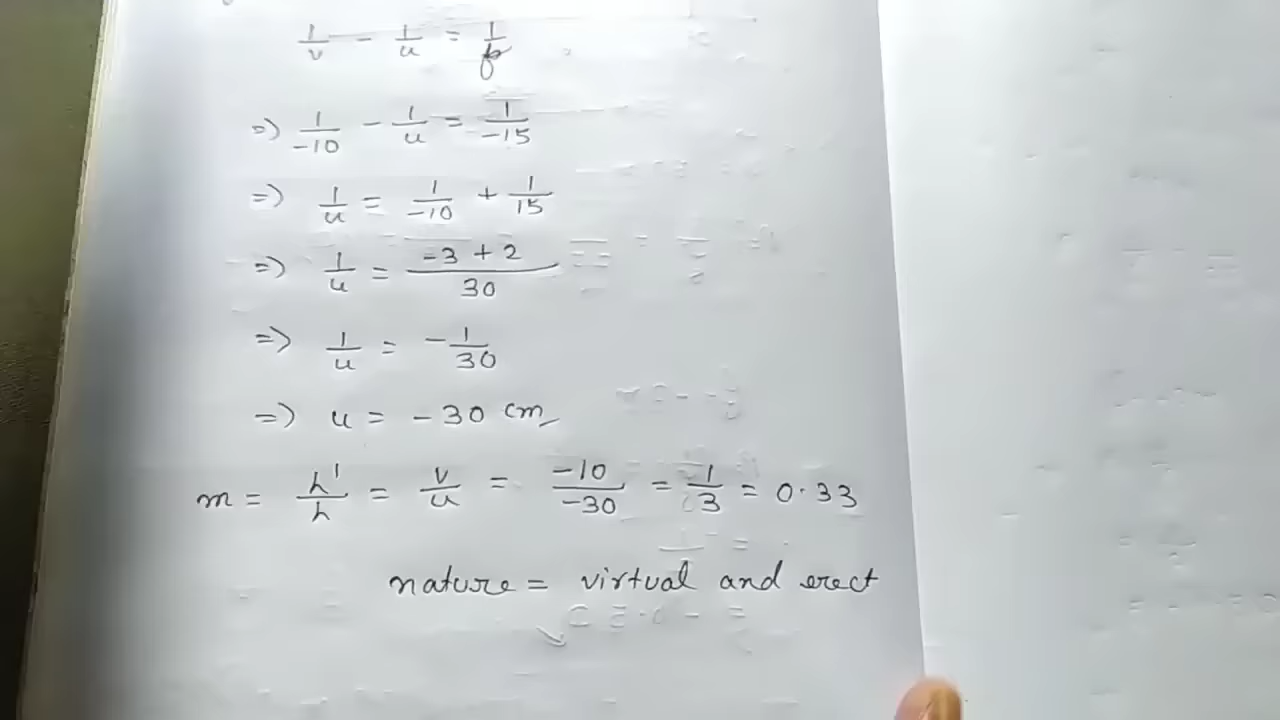 1/v - 1/u = 1/f
=) 1/-10 - 1/u = 1/-15
=) 1/u = 1/-10 + 1/15
=) 1/u = -3 + 2/30
=) 1/u = -1/30
=) u = -30 cm
m = h'/h = v/u = -10/-30 = 1/3 = 0.33
nature = virtual and erect